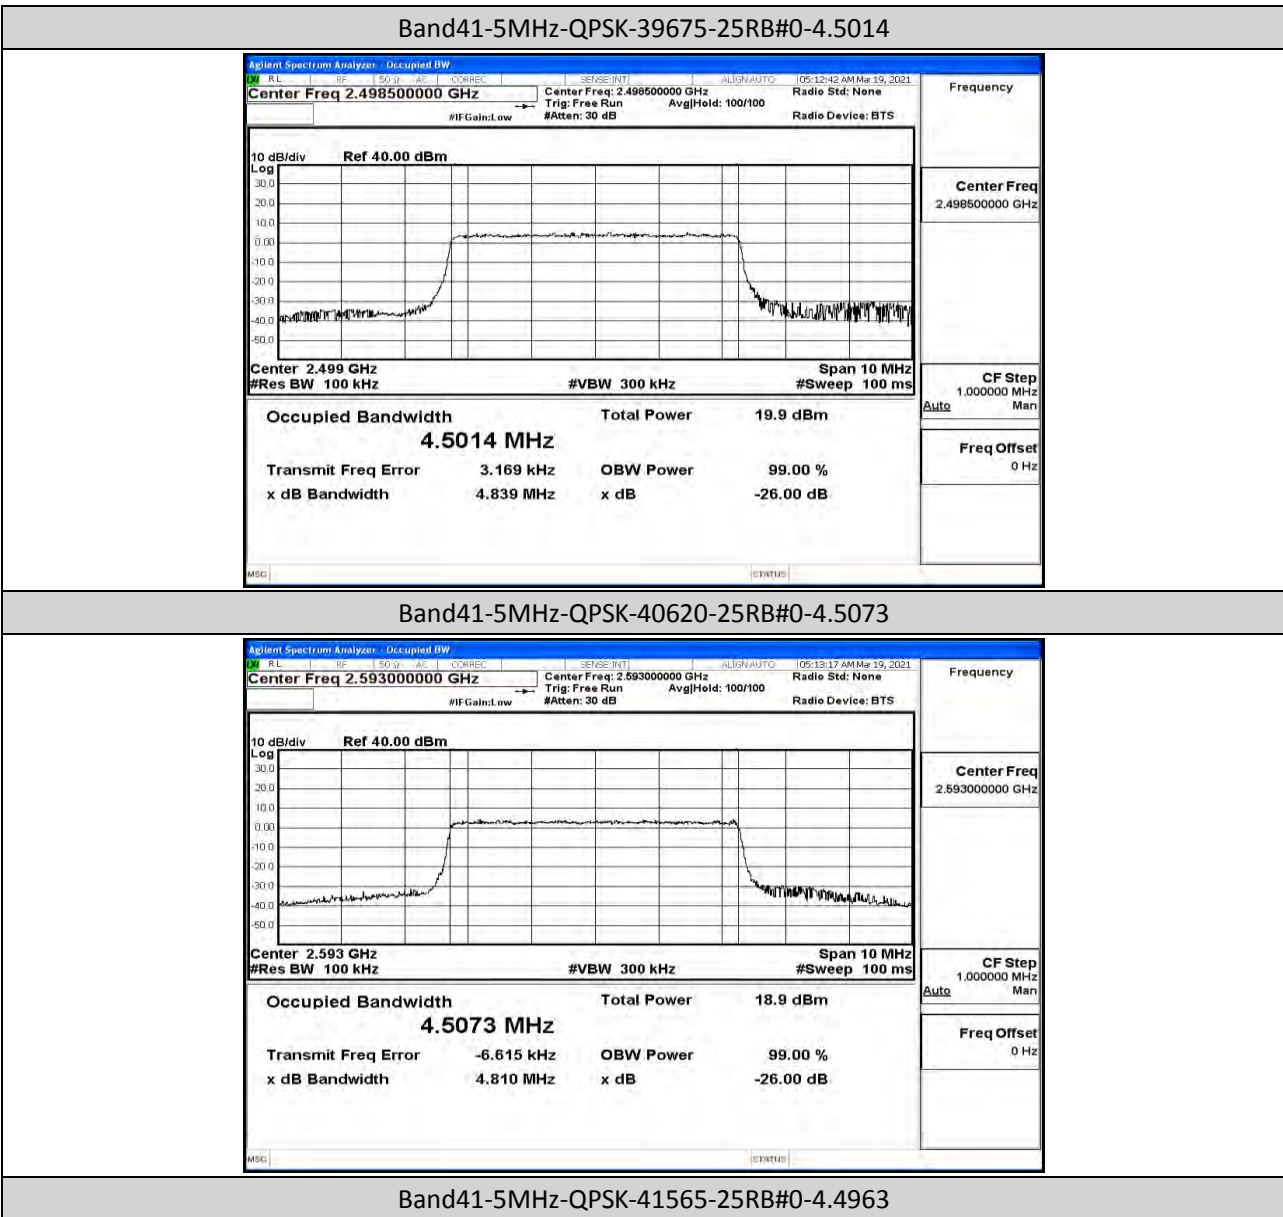 Band41-5MHz-QPSK-39675-25RB#0-4.5014
Agilent Spectrum Analyzer - Occupied BW
LXI RL RF 50 Ω AC CORREC SENSE:INT ALIGN AUTO 05:12:42 AM Mar 19, 2021
Center Freq 2.498500000 GHz
Center Freq: 2.498500000 GHz Radio Std: None
Trig: Free Run Avg|Hold: 100/100
#IFGain:Low #Atten: 30 dB Radio Device: BTS
Frequency
10 dB/div Ref 40.00 dBm
Log
30.0
20.0
10.0
0.00
-10.0
-20.0
-30.0
-40.0
-50.0
Center Freq
2.498500000 GHz
Center 2.499 GHz Span 10 MHz
#Res BW 100 kHz #VBW 300 kHz #Sweep 100 ms
CF Step
1.000000 MHz
Auto Man
Occupied Bandwidth Total Power 19.9 dBm
4.5014 MHz
Transmit Freq Error 3.169 kHz OBW Power 99.00 %
x dB Bandwidth 4.839 MHz x dB -26.00 dB
Freq Offset
0 Hz
MSG STATUS
Band41-5MHz-QPSK-40620-25RB#0-4.5073
Agilent Spectrum Analyzer - Occupied BW
LXI RL RF 50 Ω AC CORREC SENSE:INT ALIGN AUTO 05:13:17 AM Mar 19, 2021
Center Freq 2.593000000 GHz
Center Freq: 2.593000000 GHz Radio Std: None
Trig: Free Run Avg|Hold: 100/100
#IFGain:Low #Atten: 30 dB Radio Device: BTS
Frequency
10 dB/div Ref 40.00 dBm
Log
30.0
20.0
10.0
0.00
-10.0
-20.0
-30.0
-40.0
-50.0
Center Freq
2.593000000 GHz
Center 2.593 GHz Span 10 MHz
#Res BW 100 kHz #VBW 300 kHz #Sweep 100 ms
CF Step
1.000000 MHz
Auto Man
Occupied Bandwidth Total Power 18.9 dBm
4.5073 MHz
Transmit Freq Error -6.615 kHz OBW Power 99.00 %
x dB Bandwidth 4.810 MHz x dB -26.00 dB
Freq Offset
0 Hz
MSG STATUS
Band41-5MHz-QPSK-41565-25RB#0-4.4963